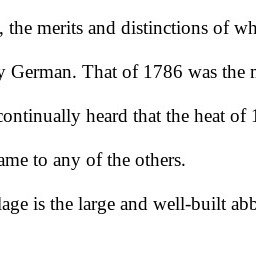 , the merits and distinctions of wh
y German. That of 1786 was the
continually heard that the heat of 1
ame to any of the others.
lage is the large and well-built abb